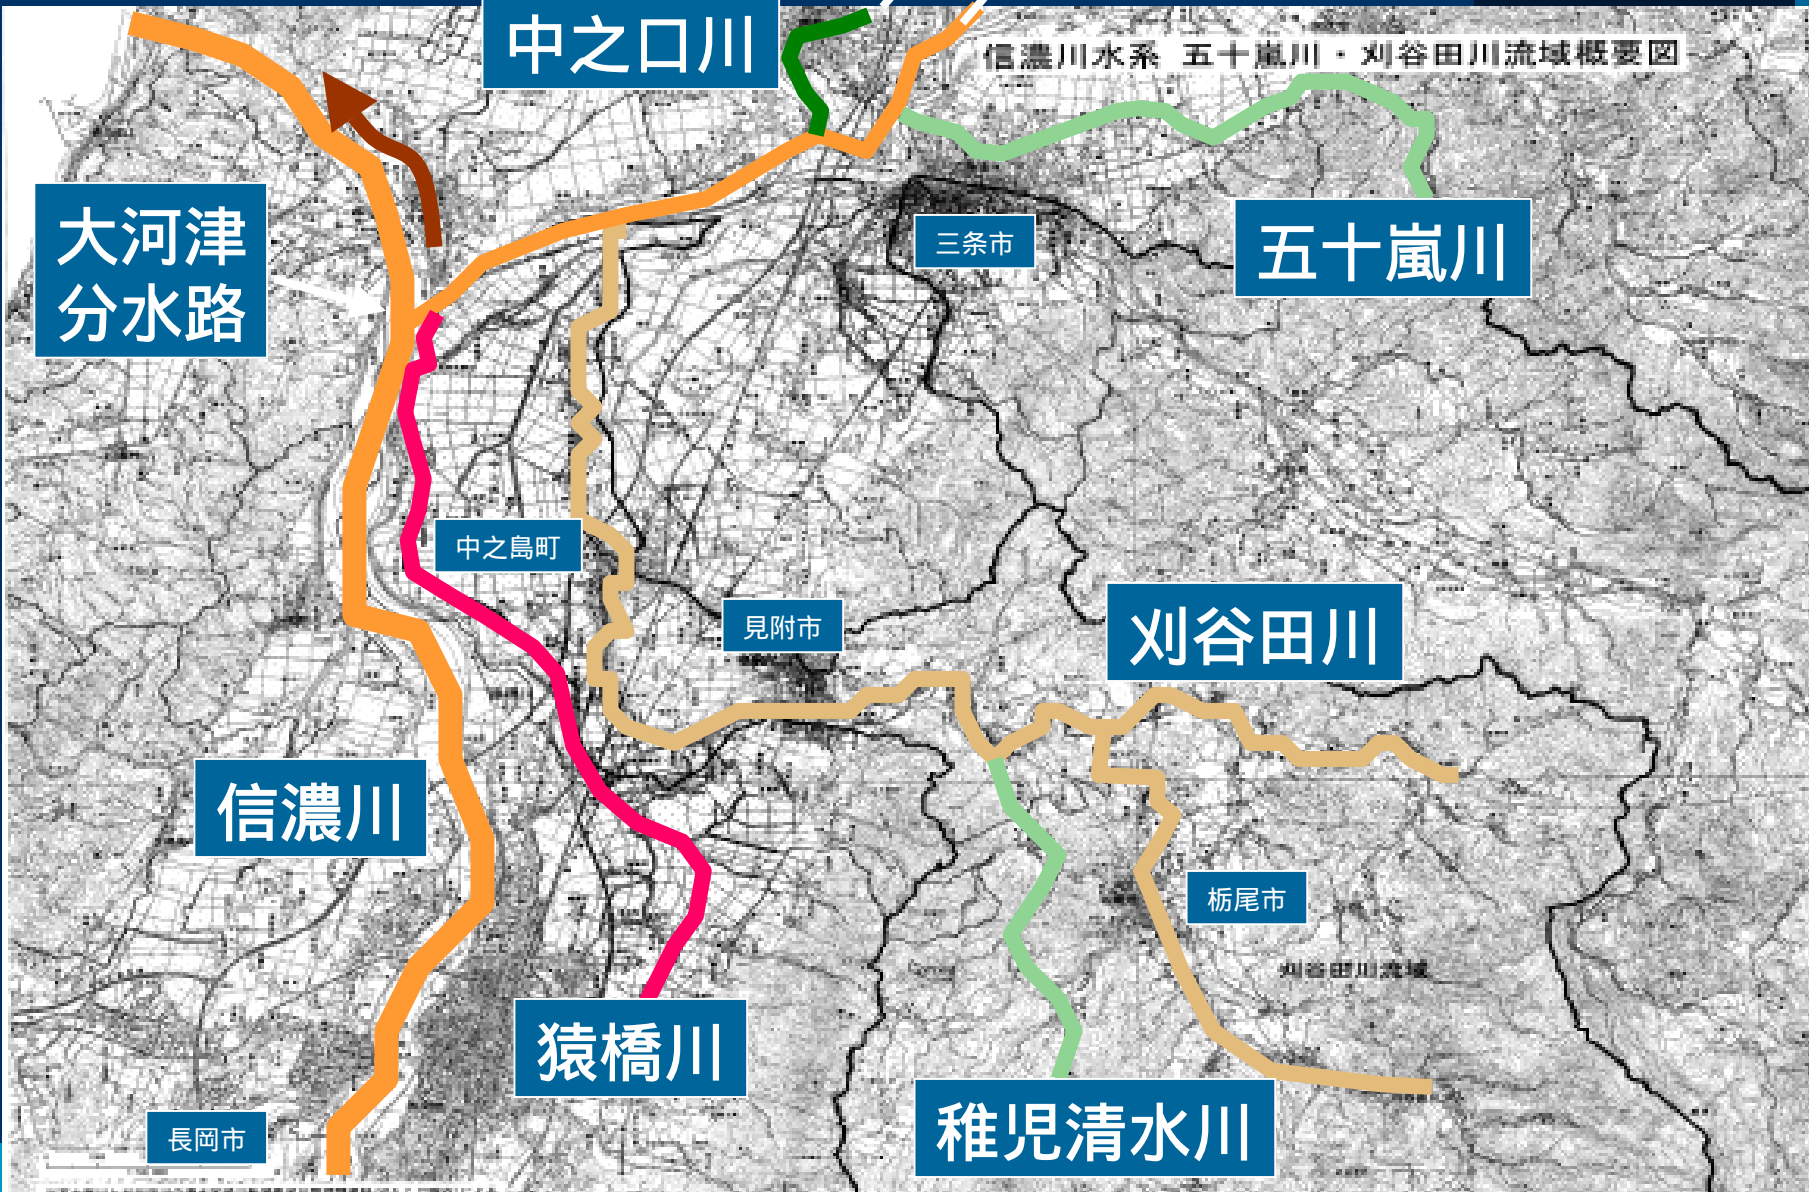 中之口川
信濃川水系 五十嵐川・刈谷田川流域概要図
大河津
分水路
三条市
五十嵐川
中之島町
見附市
刈谷田川
信濃川
栃尾市
刈谷田川流域
猿橋川
稚児清水川
長岡市